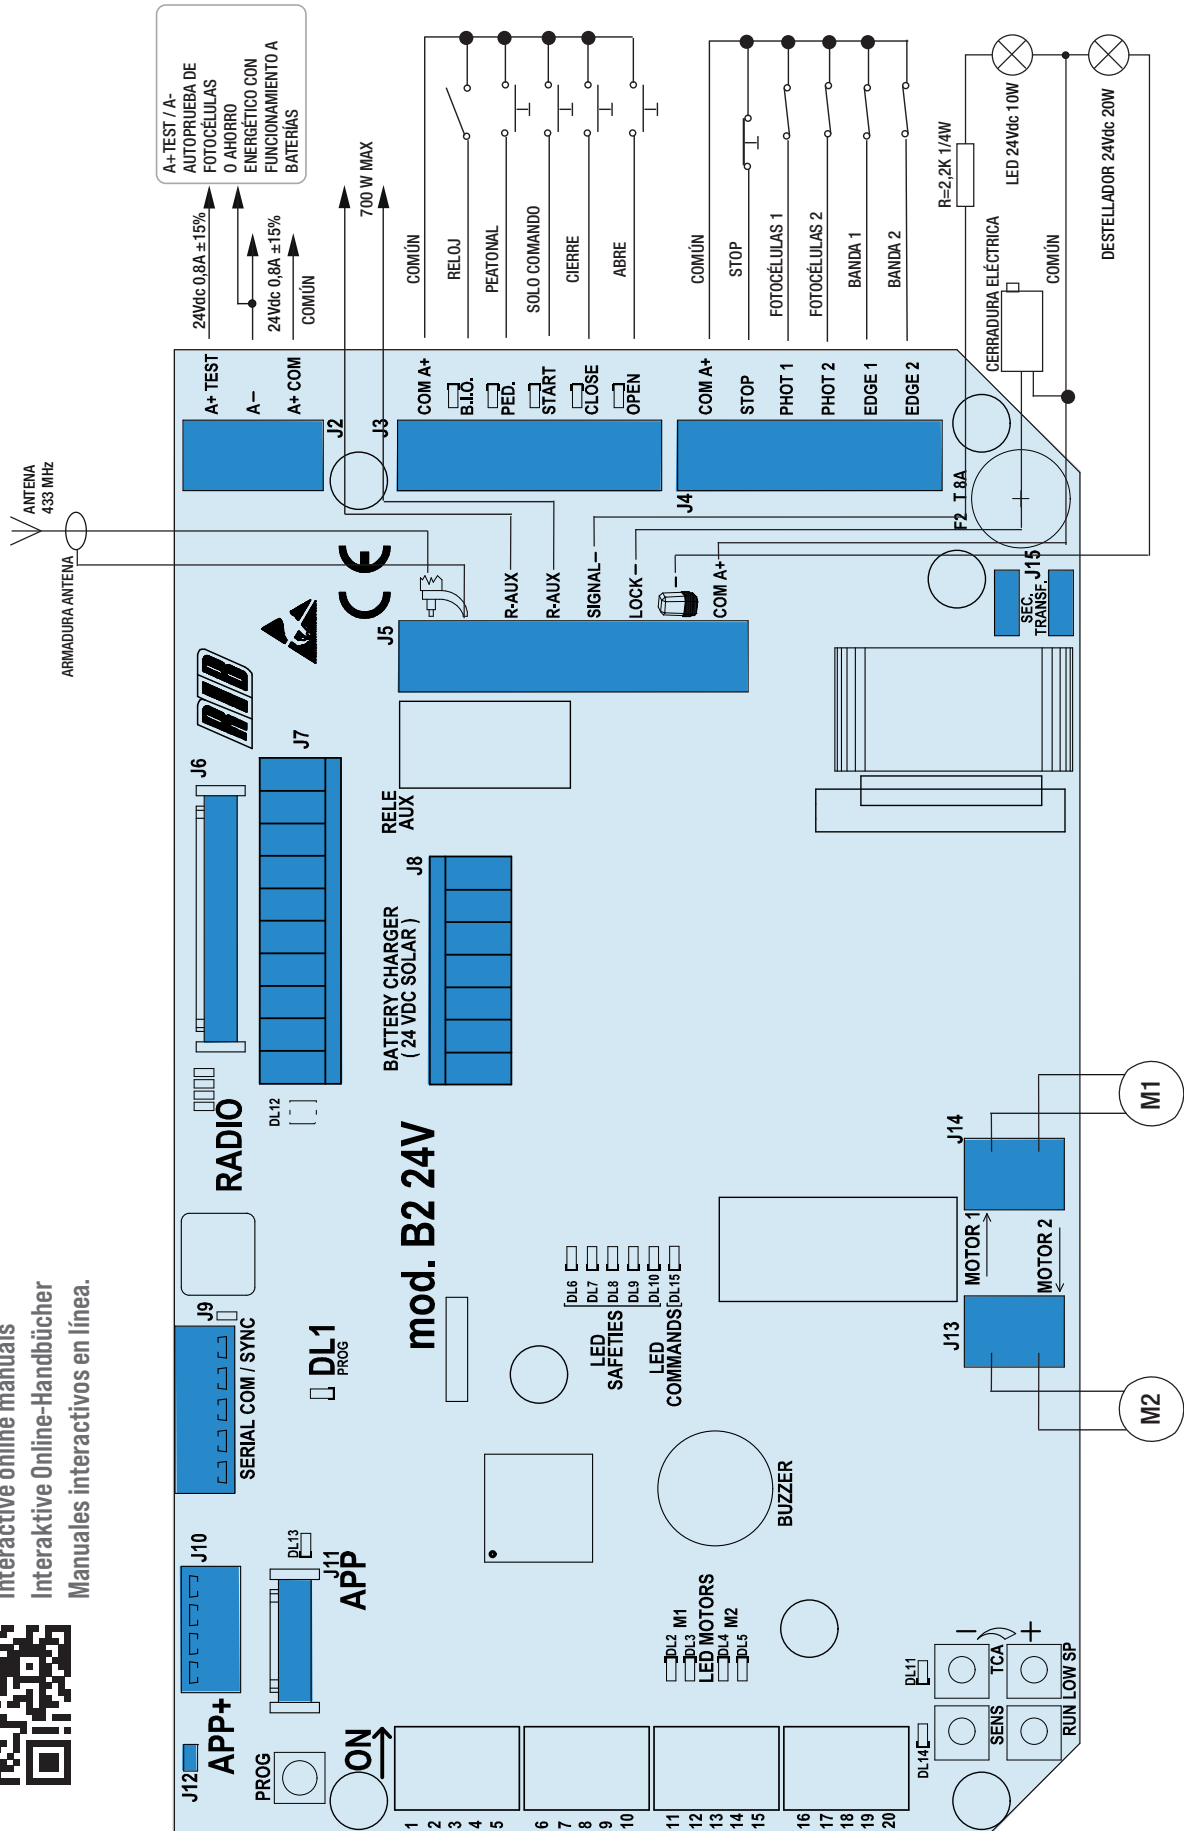 Interactive online manuals
Interaktive Online-Handbücher
Manuales interactivos en línea.
A+TEST / A-
AUTOPRUEBA DE
FOTOCÉLULAS
O AHORRO
ENERGÉTICO CON
FUNCIONAMIENTO A
BATERÍAS
24Vdc 0,8A ±15%
24Vdc 0,8A ±15%
COMÚN
700 W MAX
COMÚN
RELOJ
PEATONAL
SOLO COMANDO
CIERRE
ABRE
COMÚN
STOP
FOTOCÉLULAS 1
FOTOCÉLULAS 2
BANDA 1
BANDA 2
R=2,2K 1/4W
LED 24Vdc 10W
CERRADURA ELÉCTRICA
COMÚN
DESTELLADOR 24Vdc 20W
ANTENA
433 MHz
ARMADURA ANTENA
A+ TEST
A−
A+ COM
J2
COM A+
B.I.O.
PED.
START
CLOSE
OPEN
J3
COM A+
STOP
PHOT 1
PHOT 2
EDGE 1
EDGE 2
J4
F2 T 8A
CE
R-AUX
R-AUX
SIGNAL−
LOCK−
−
COM A+
J5
J15
SEC.
TRANSF.
RIB
J6
J7
RELE
AUX
J8
BATTERY CHARGER
( 24 VDC SOLAR )
DL12
RADIO
mod. B2 24V
J9
SERIAL COM / SYNC
DL1
PROG
DL6
DL7
DL8
DL9
DL10
DL15
LED
SAFETIES
LED
COMMANDS
J14
MOTOR 1
MOTOR 2
J13
M1
M2
BUZZER
J10
DL13
J11
APP
APP+
J12
PROG
ON
DL2
DL3
DL4
DL5
M1
M2
LED MOTORS
DL11
DL14
−
+
TCA
SENS
RUN LOW SP
1
2
3
4
5
6
7
8
9
10
11
12
13
14
15
16
17
18
19
20